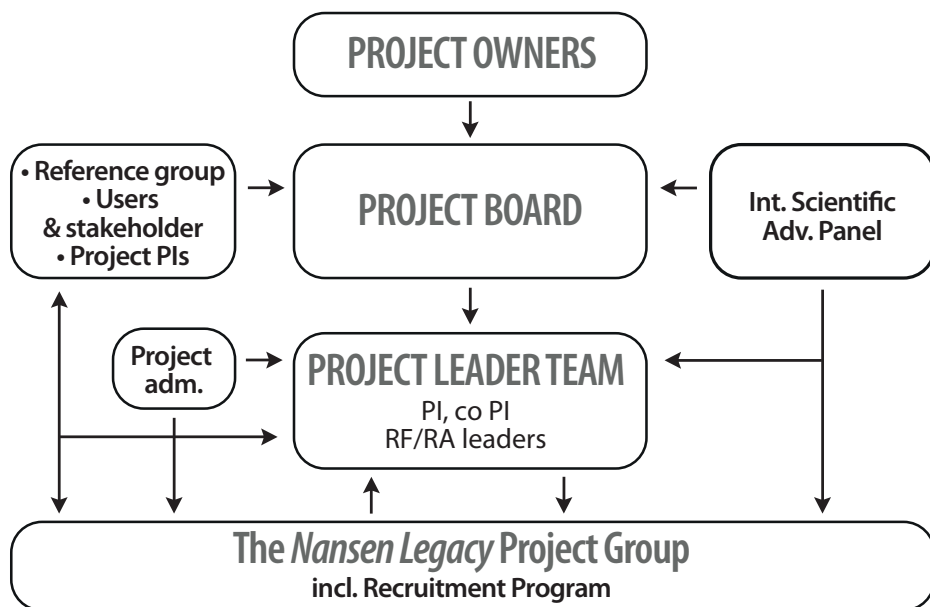 PROJECT OWNERS
• Reference group
• Users
& stakeholder
• Project PIs
PROJECT BOARD
Int. Scientific
Adv. Panel
Project
adm.
PROJECT LEADER TEAM
PI, co PI
RF/RA leaders
The Nansen Legacy Project Group
incl. Recruitment Program